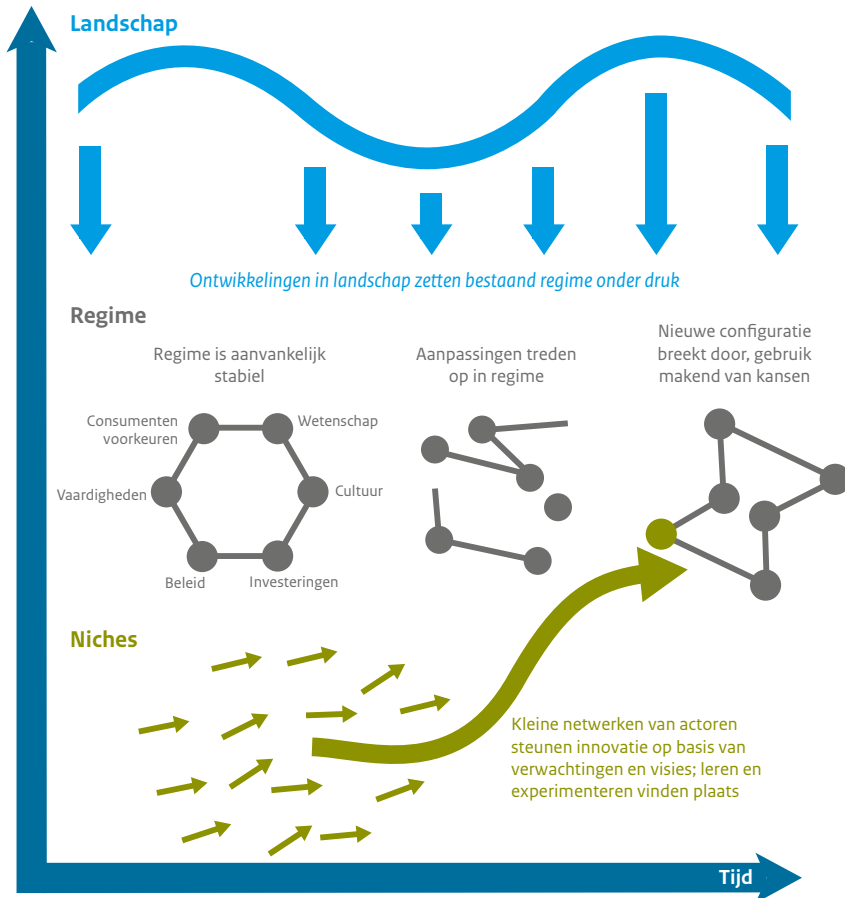 Landschap
Ontwikkelingen in landschap zetten bestaand regime onder druk
Regime
Regime is aanvankelijk
stabiel
Aanpassingen treden
op in regime
Nieuwe configuratie
breekt door, gebruik
makend van kansen
Consumenten
voorkeuren
Wetenschap
Vaardigheden
Cultuur
Beleid
Investeringen
Niches
Kleine netwerken van actoren
steunen innovatie op basis van
verwachtingen en visies; leren en
experimenteren vinden plaats
Tijd